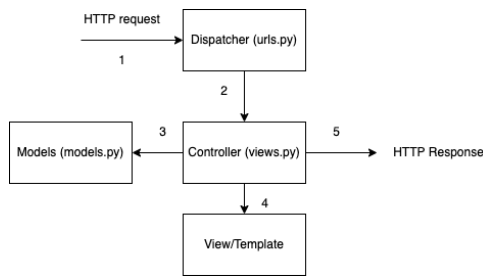 HTTP request
1
Dispatcher (urls.py)
2
3
5
Models (models.py)
Controller (views.py)
HTTP Response
4
View/Template